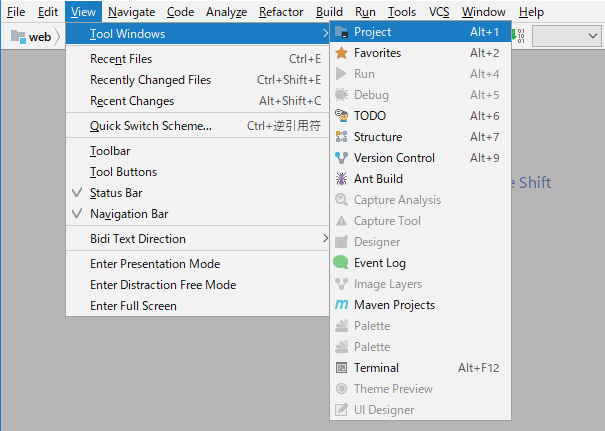 File Edit View Navigate Code Analyze Refactor Build Run Tools VCS Window Help
web
Tool Windows
Recent Files Ctrl+E
Recently Changed Files Ctrl+Shift+E
Recent Changes Alt+Shift+C
Quick Switch Scheme... Ctrl+逆引用符
Toolbar
Tool Buttons
Status Bar
Navigation Bar
Bidi Text Direction
Enter Presentation Mode
Enter Distraction Free Mode
Enter Full Screen
Project Alt+1
Favorites Alt+2
Run Alt+4
Debug Alt+5
TODO Alt+6
Structure Alt+7
Version Control Alt+9
Ant Build
Capture Analysis
Capture Tool
Designer
Event Log
Image Layers
Maven Projects
Palette
Palette
Terminal Alt+F12
Theme Preview
UI Designer
e Shift